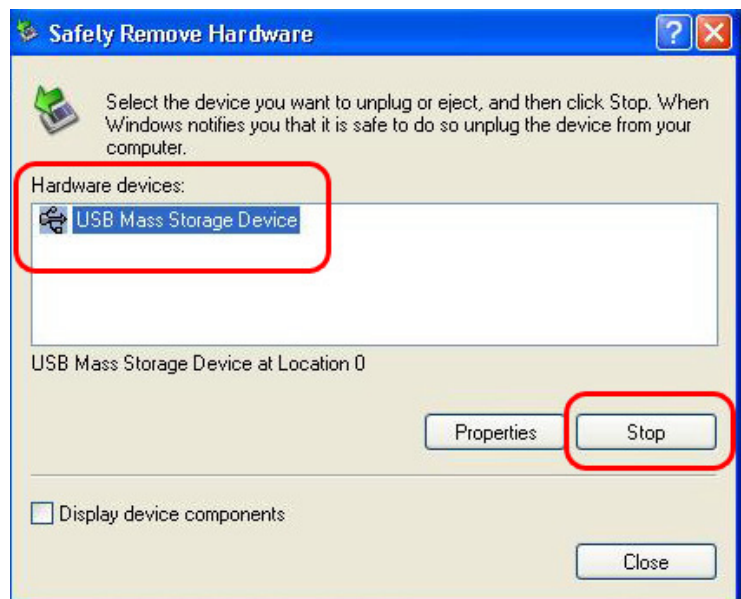 Safely Remove Hardware
Select the device you want to unplug or eject, and then click Stop. When
Windows notifies you that it is safe to do so unplug the device from your
computer.
Hardware devices:
USB Mass Storage Device
USB Mass Storage Device at Location 0
Properties
Stop
Display device components
Close